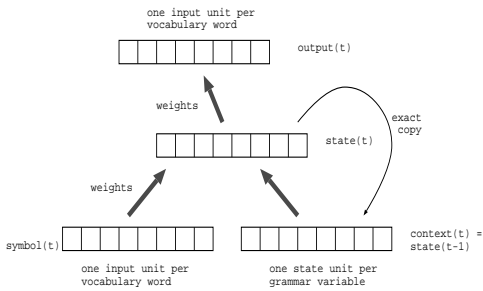 one input unit per
vocabulary word
output(t)
weights
exact
copy
state(t)
weights
symbol(t)
context(t) =
state(t-1)
one input unit per
vocabulary word
one state unit per
grammar variable